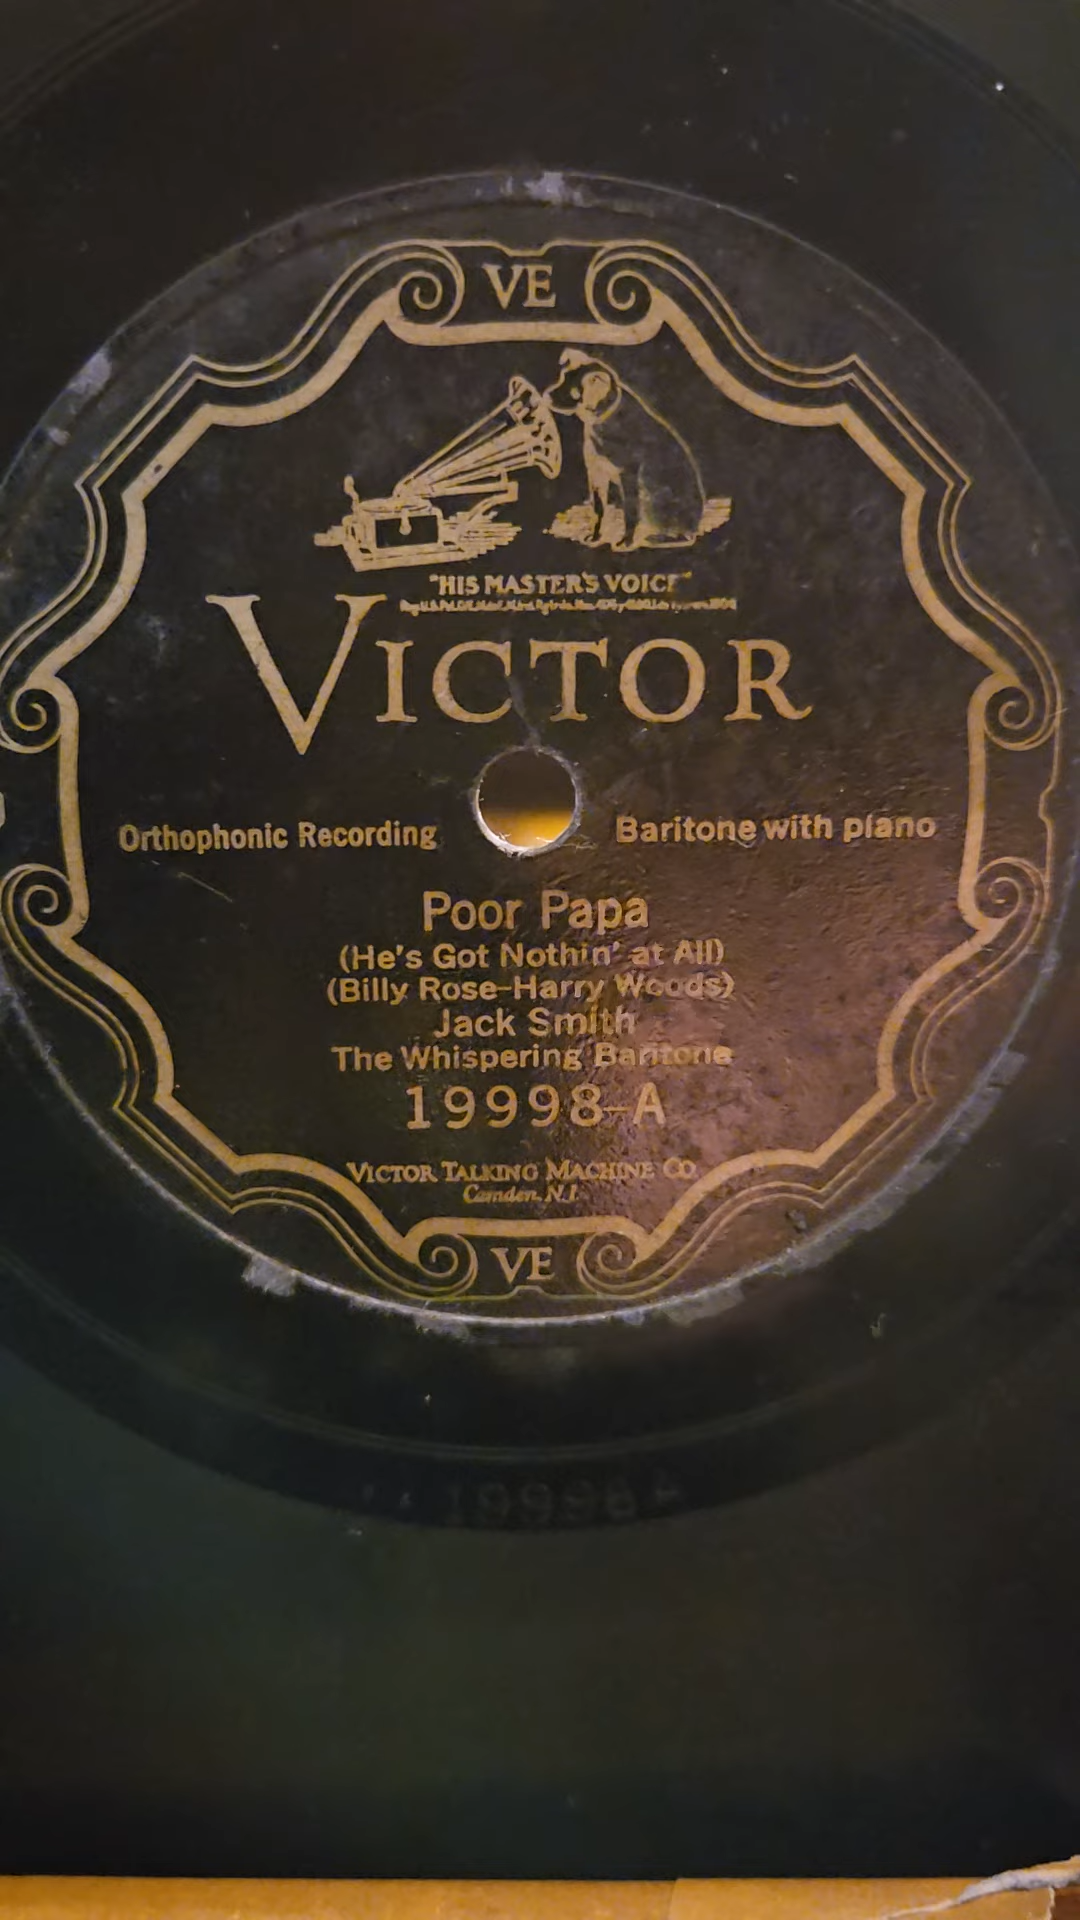 VE
"HIS MASTER'S VOICE"
VICTOR
Orthophonic Recording
Baritone with piano
Poor Papa
(He's Got Nothin' at All)
(Billy Rose-Harry Woods)
Jack Smith
The Whispering Baritone
19998-A
VICTOR TALKING MACHINE CO.
Camden, N.J.
VE
19998 A